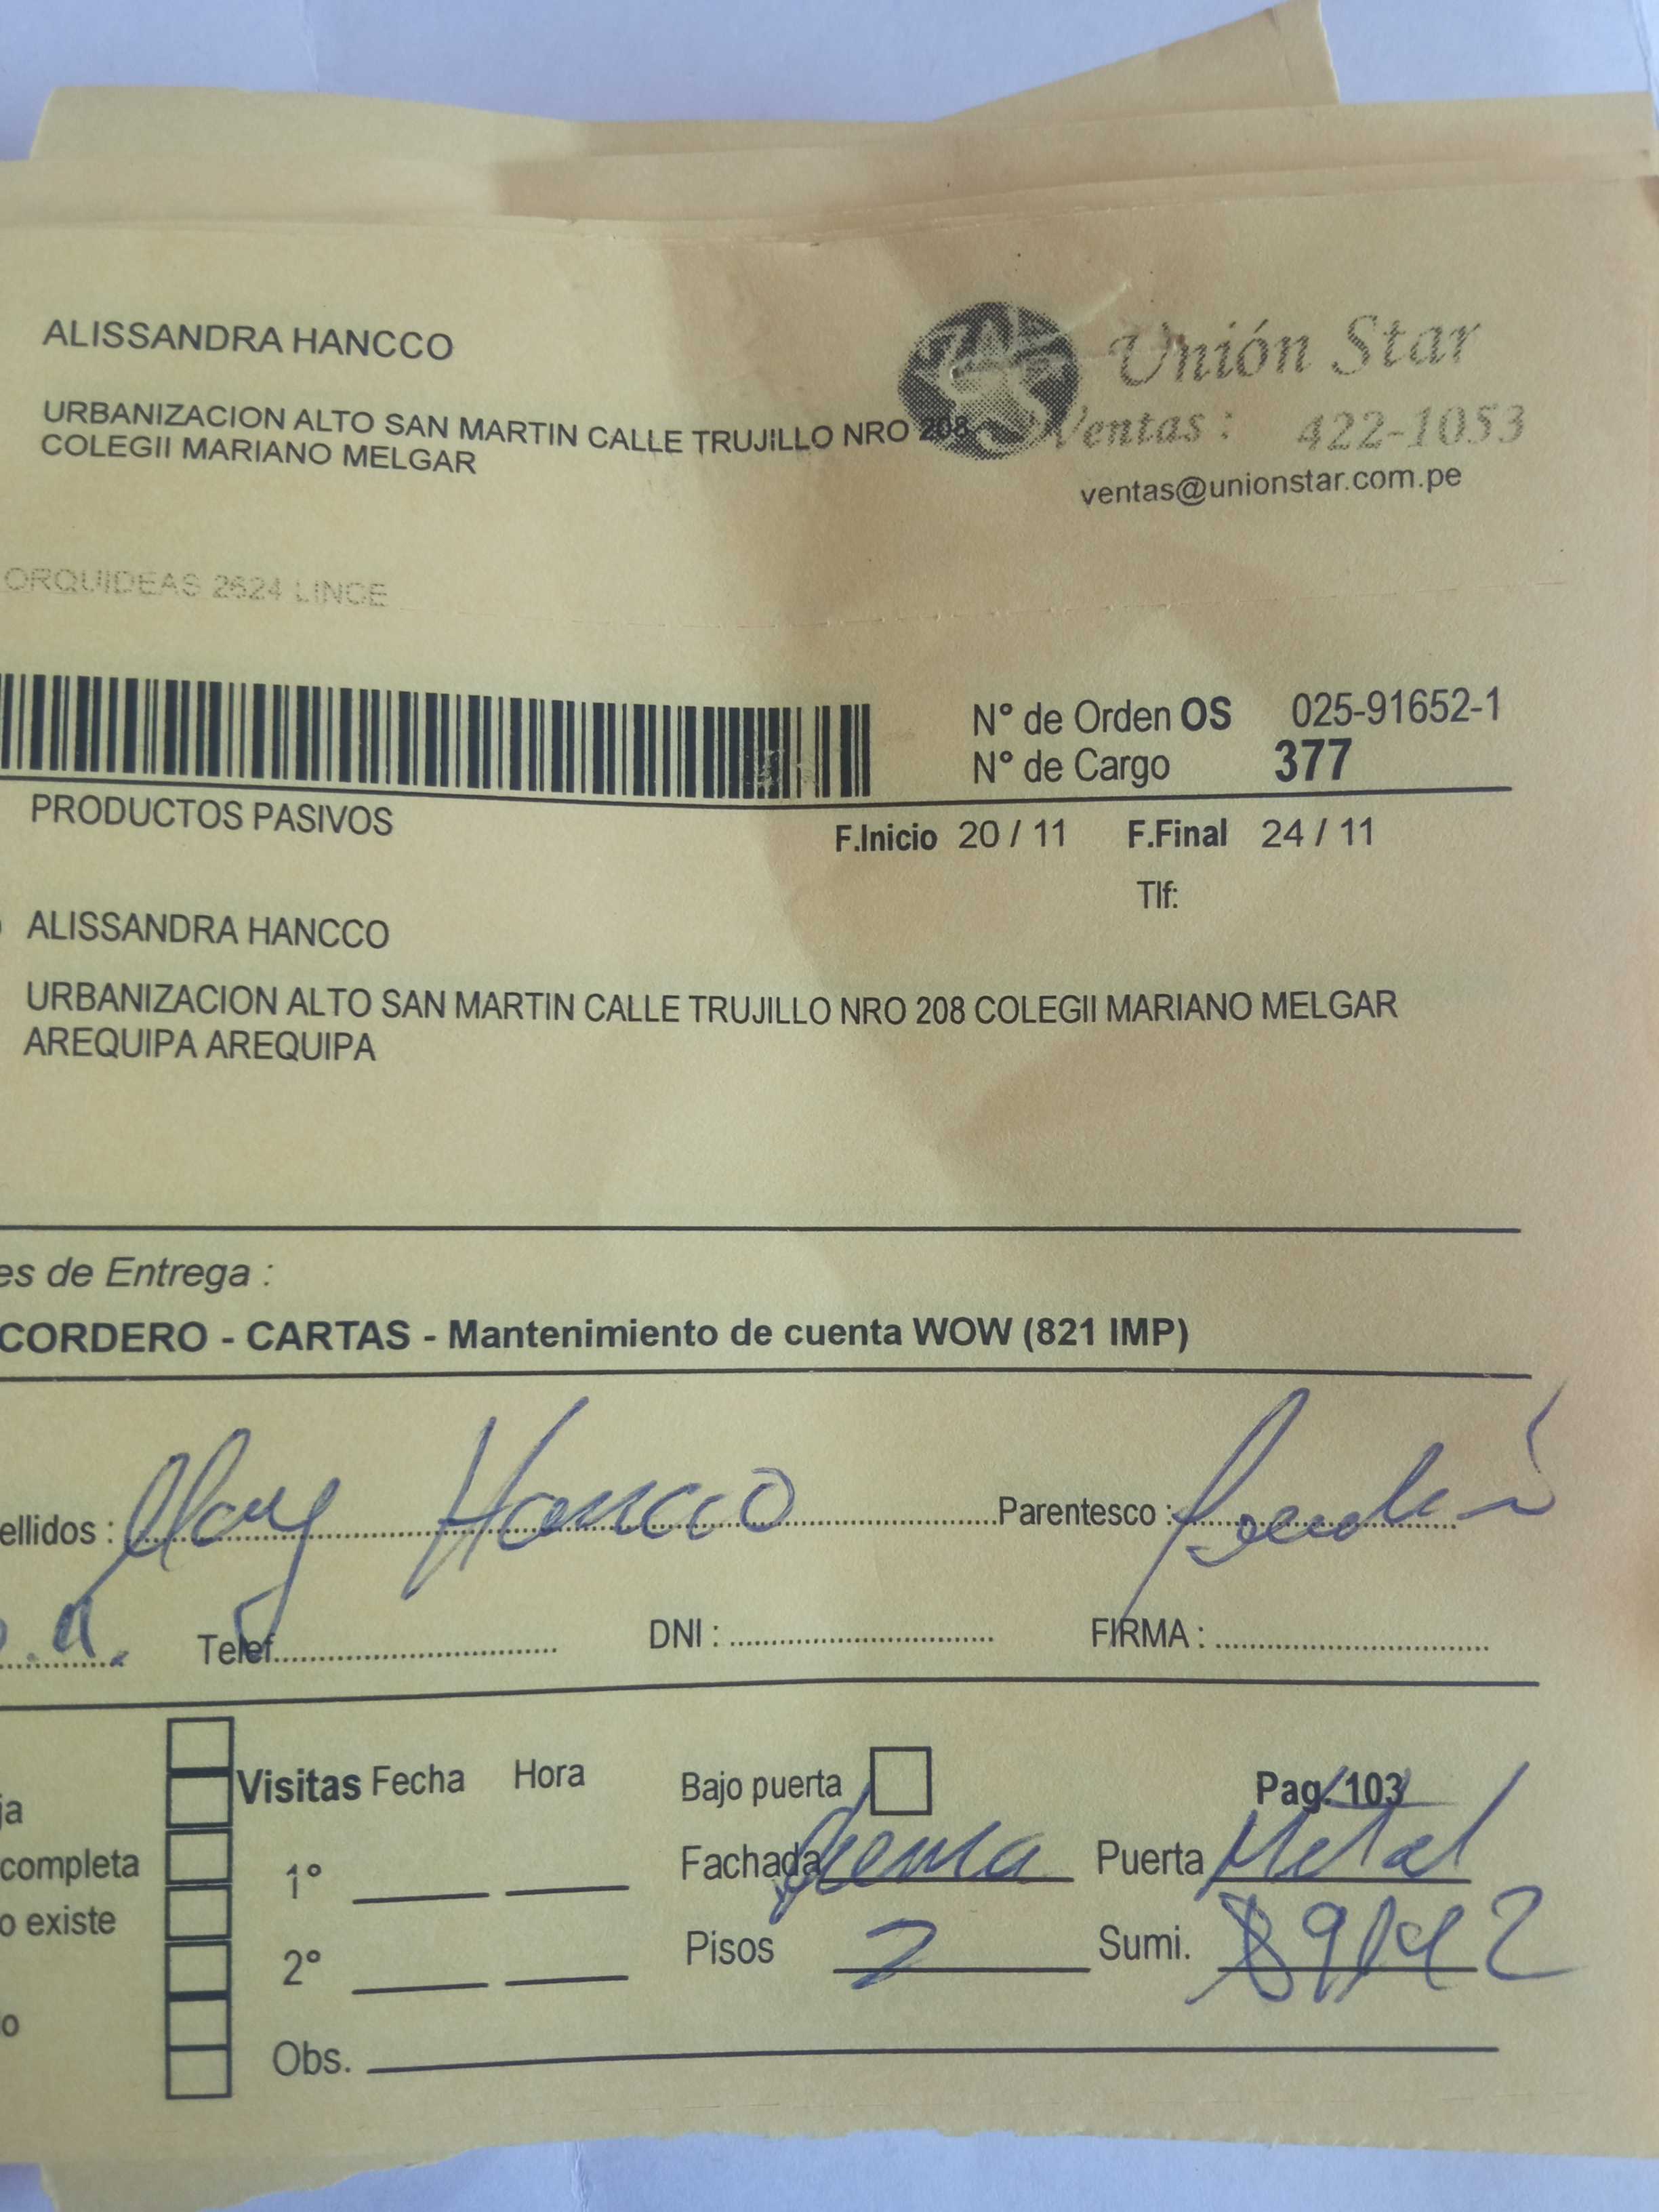 ALISSANDRA HANCCO
Unión Star
URBANIZACION ALTO SAN MARTIN CALLE TRUJILLO NRO 208
COLEGII MARIANO MELGAR
Ventas : 422-1053
ventas@unionstar.com.pe
ORQUIDEAS 2624 LINCE
N° de Orden OS 025-91652-1
N° de Cargo 377
PRODUCTOS PASIVOS
F.Inicio 20 / 11 F.Final 24 / 11
Tlf:
ALISSANDRA HANCCO
URBANIZACION ALTO SAN MARTIN CALLE TRUJILLO NRO 208 COLEGII MARIANO MELGAR
AREQUIPA AREQUIPA
es de Entrega :
CORDERO - CARTAS - Mantenimiento de cuenta WOW (821 IMP)
ellidos : Mary Hancco Parentesco :
Telef. DNI : FIRMA :
Visitas Fecha Hora Bajo puerta Pag. 103
ja
completa 1° Fachada Puerta Metal
o existe
2° Pisos 2 Sumi. 89142
o
Obs.